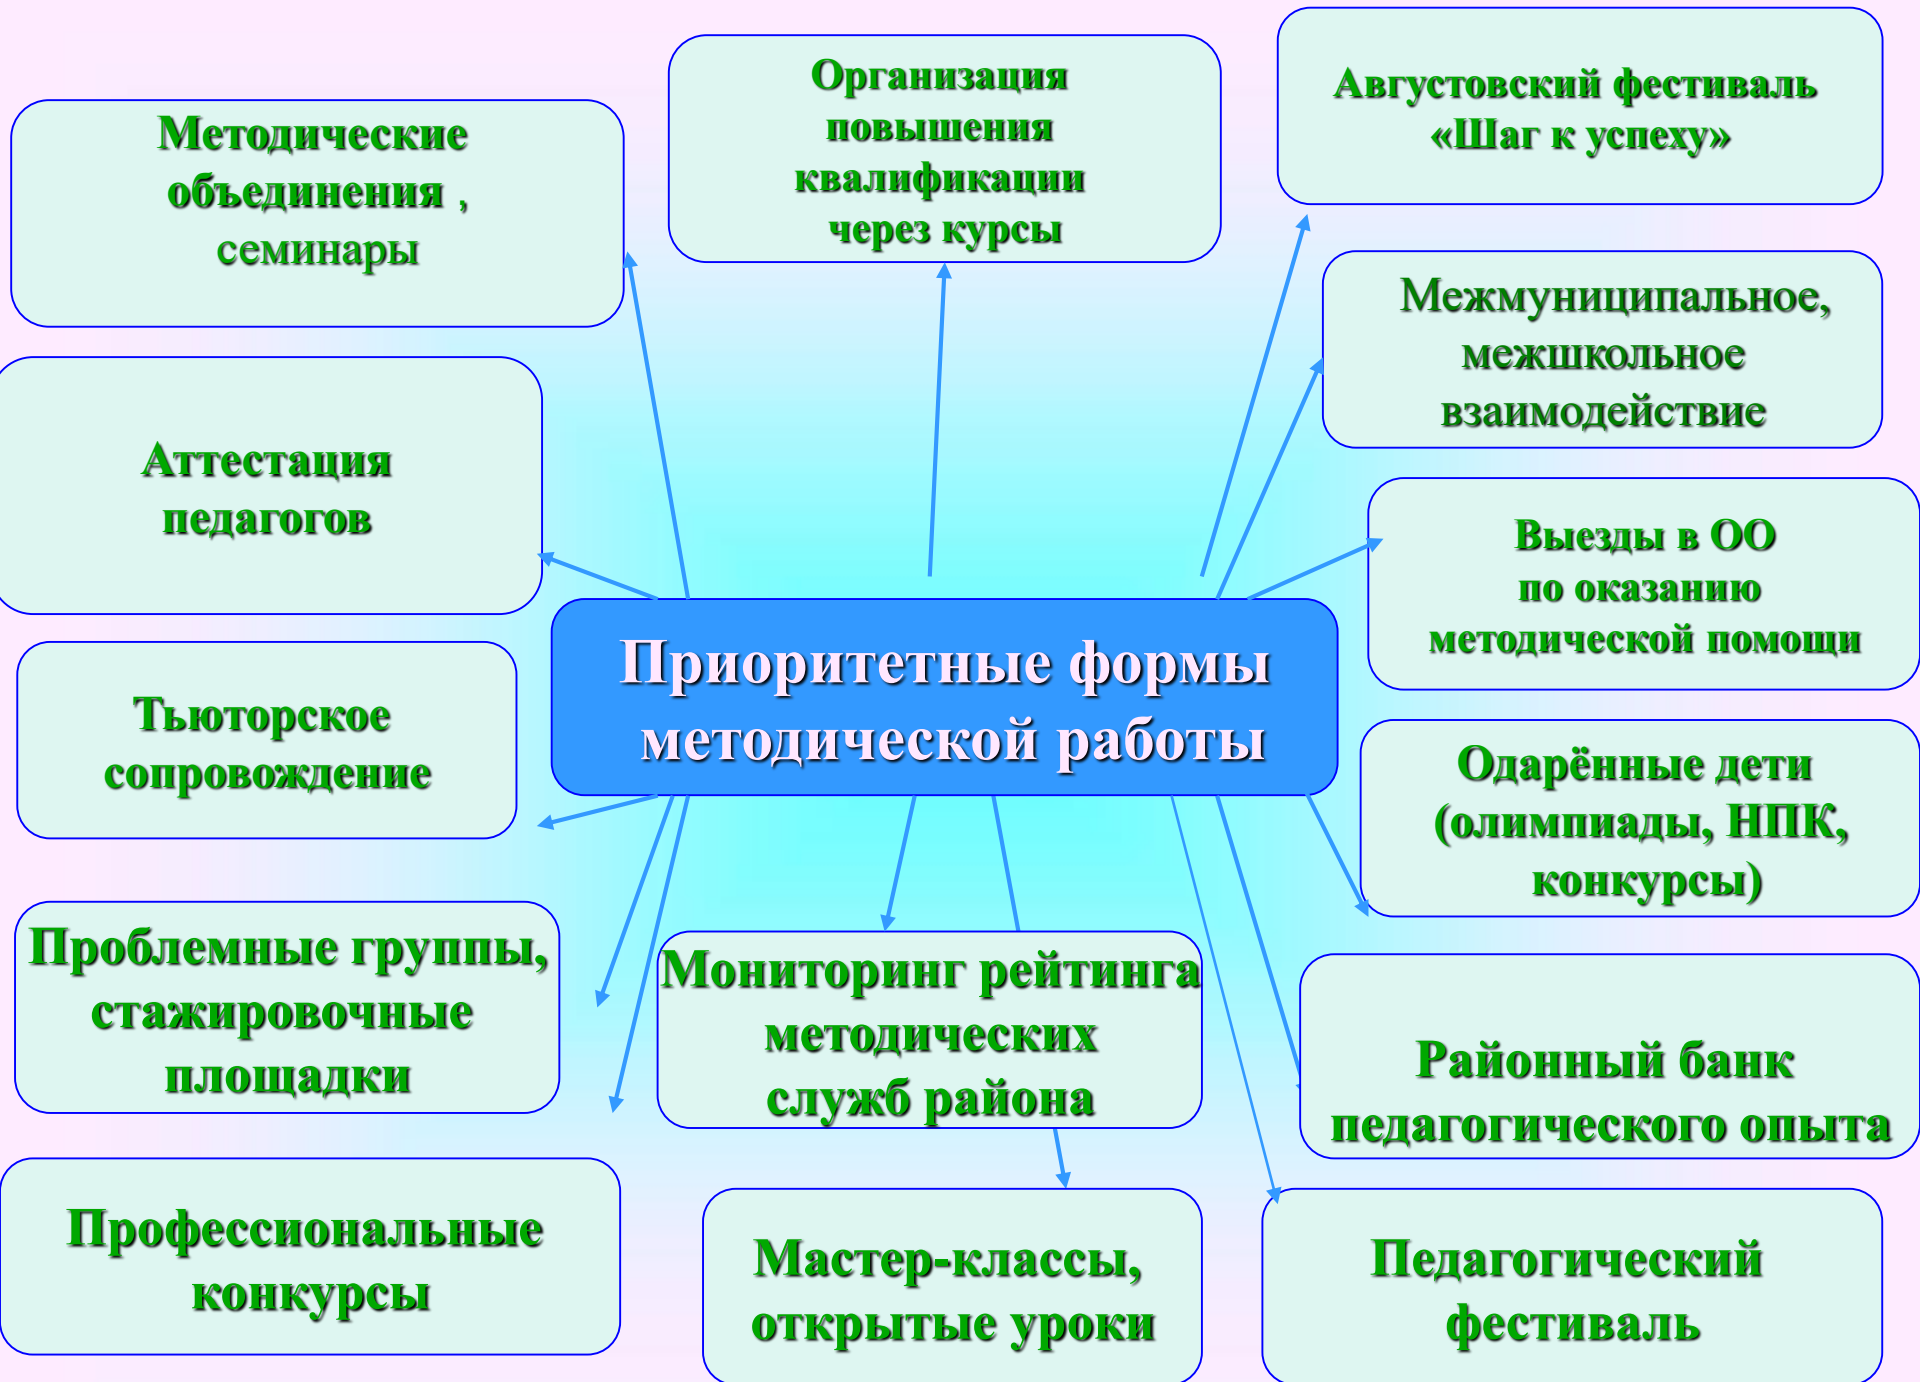 Методические
объединения ,
семинары
Организация
повышения
квалификации
через курсы
Августовский фестиваль
«Шаг к успеху»
Межмуниципальное,
межшкольное
взаимодействие
Аттестация
педагогов
Выезды в ОО
по оказанию
методической помощи
Приоритетные формы
методической работы
Тьюторское
сопровождение
Одарённые дети
(олимпиады, НПК,
конкурсы)
Проблемные группы,
стажировочные
площадки
Мониторинг рейтинга
методических
служб района
Районный банк
педагогического опыта
Профессиональные
конкурсы
Мастер-классы,
открытые уроки
Педагогический
фестиваль